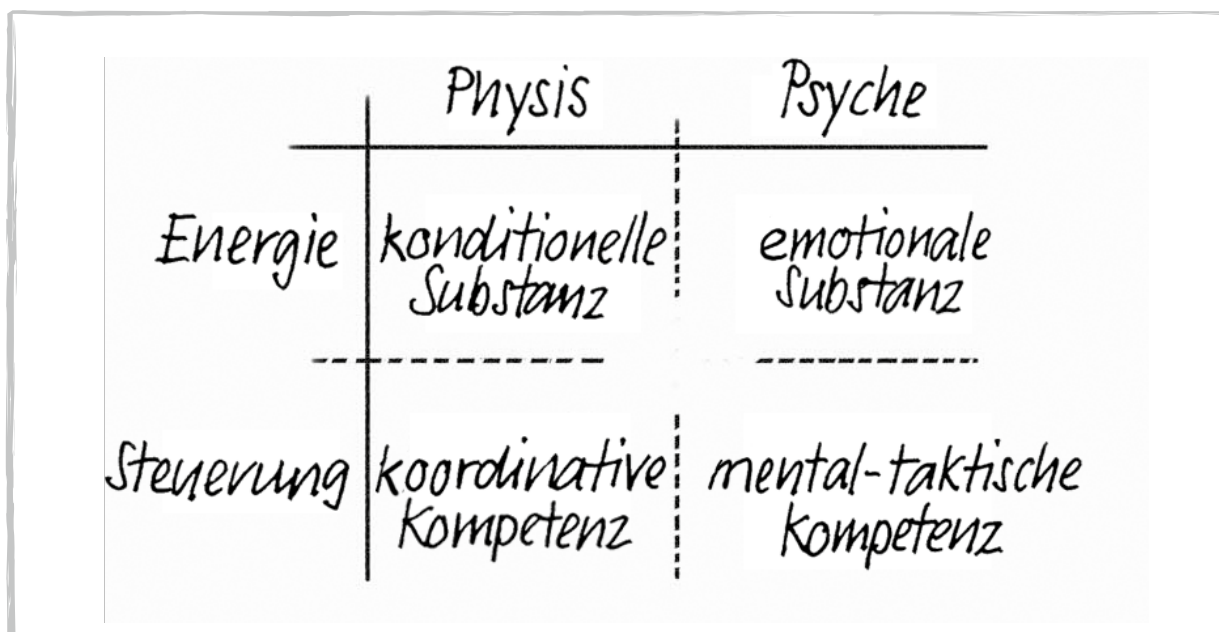 Physis Psyche
Energie konditionelle emotionale
Substanz Substanz
Steuerung koordinative mental-taktische
Kompetenz Kompetenz